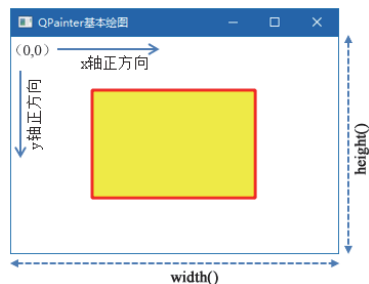 QPainter基本绘图
（0,0）
x轴正方向
y轴正方向
height()
width()